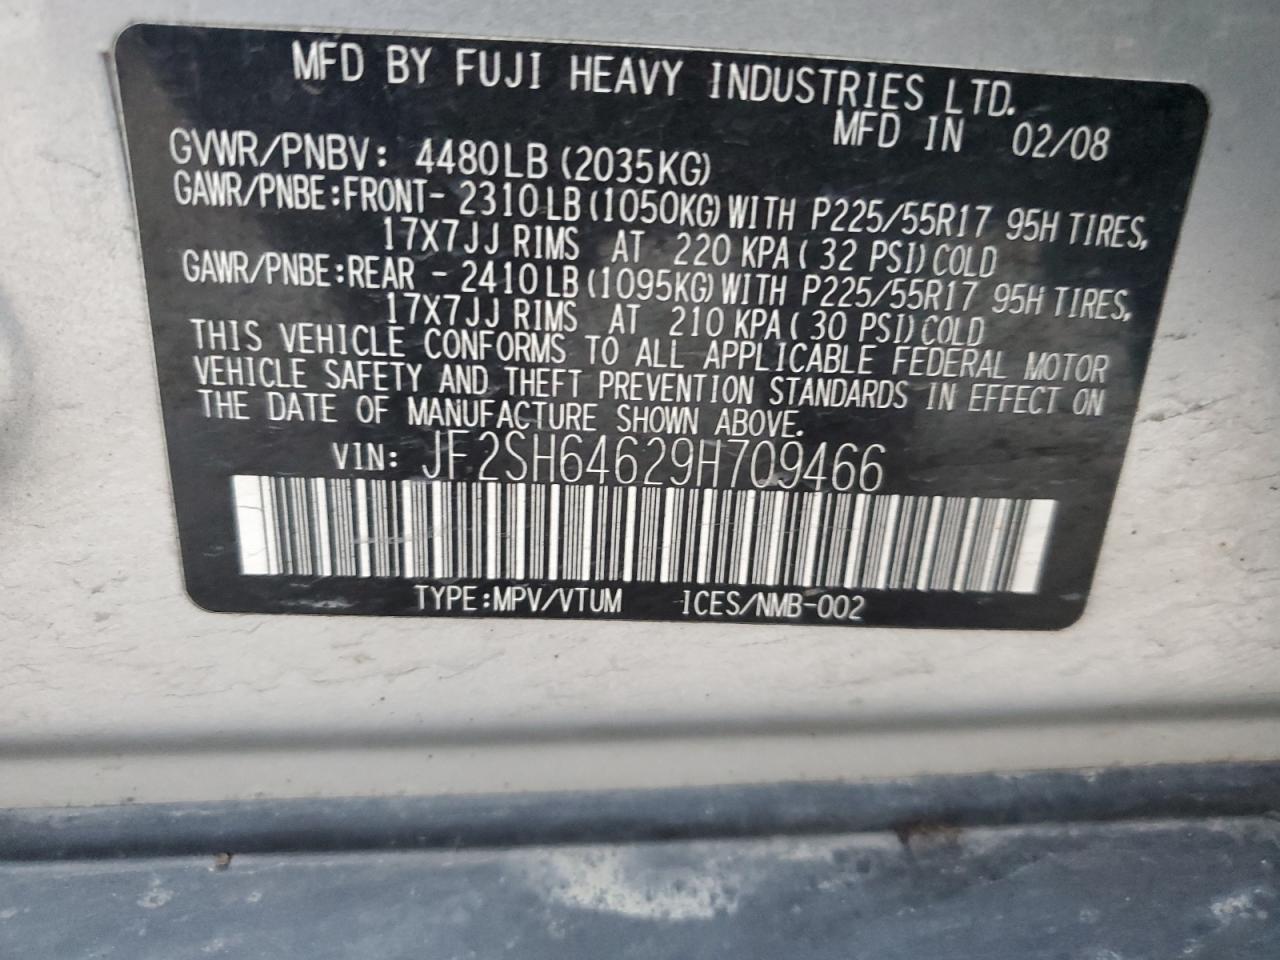 MFD BY FUJI HEAVY INDUSTRIES LTD.
MFD IN 02/08
GVWR/PNBV: 4480LB (2035KG)
GAWR/PNBE:FRONT- 2310LB (1050KG) WITH P225/55R17 95H TIRES,
17X7JJ RIMS AT 220 KPA ( 32 PSI) COLD
GAWR/PNBE:REAR - 2410LB (1095KG) WITH P225/55R17 95H TIRES,
17X7JJ RIMS AT 210 KPA ( 30 PSI) COLD
THIS VEHICLE CONFORMS TO ALL APPLICABLE FEDERAL MOTOR
VEHICLE SAFETY AND THEFT PREVENTION STANDARDS IN EFFECT ON
THE DATE OF MANUFACTURE SHOWN ABOVE.
VIN: JF2SH64629H709466
TYPE:MPV/VTUM ICES/NMB-002